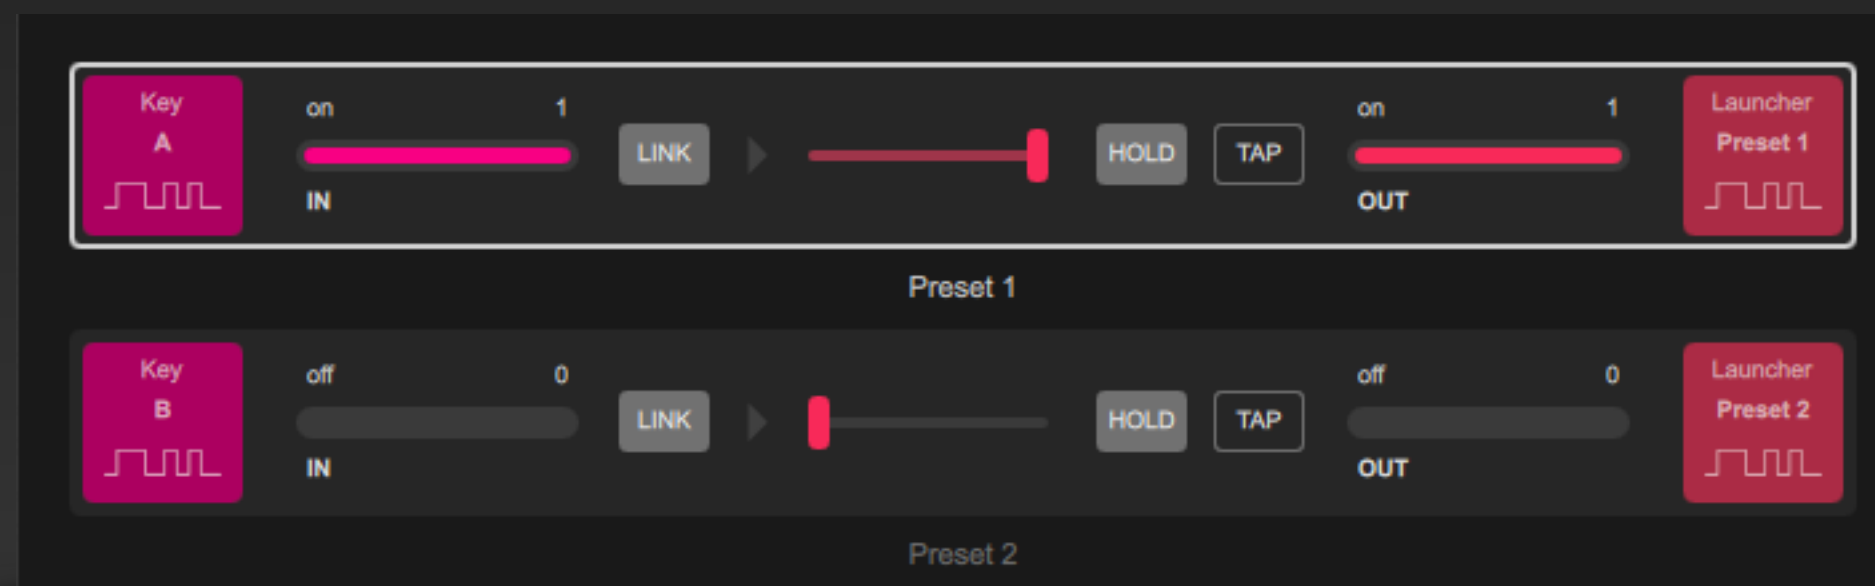 Key
A
on 1
IN
LINK
HOLD
TAP
on 1
OUT
Launcher
Preset 1
Preset 1
Key
B
off 0
IN
LINK
HOLD
TAP
off 0
OUT
Launcher
Preset 2
Preset 2